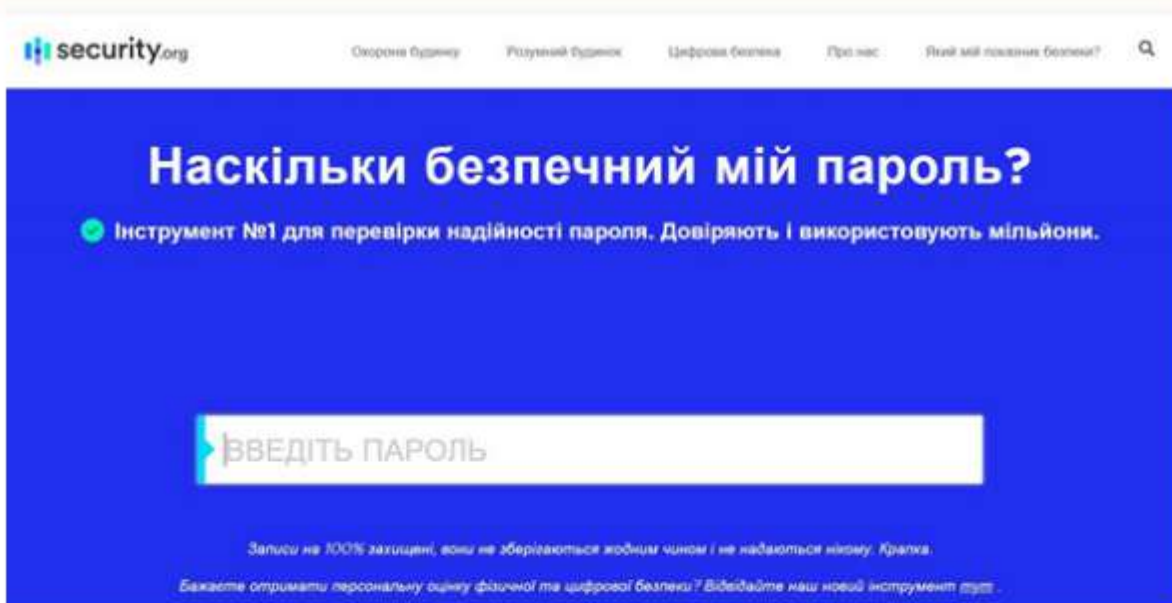 security.org
Охорона будинку Розумний будинок Цифрова безпека Про нас Який мій показник безпеки?
Наскільки безпечний мій пароль?
Інструмент №1 для перевірки надійності пароля. Довіряють і використовують мільйони.
ВВЕДІТЬ ПАРОЛЬ
Записи на 100% захищені, вони не зберігаються жодним чином і не надаються нікому. Крапка.
Бажаєте отримати персональну оцінку фізичної та цифрової безпеки? Відвідайте наш новий інструмент тут .